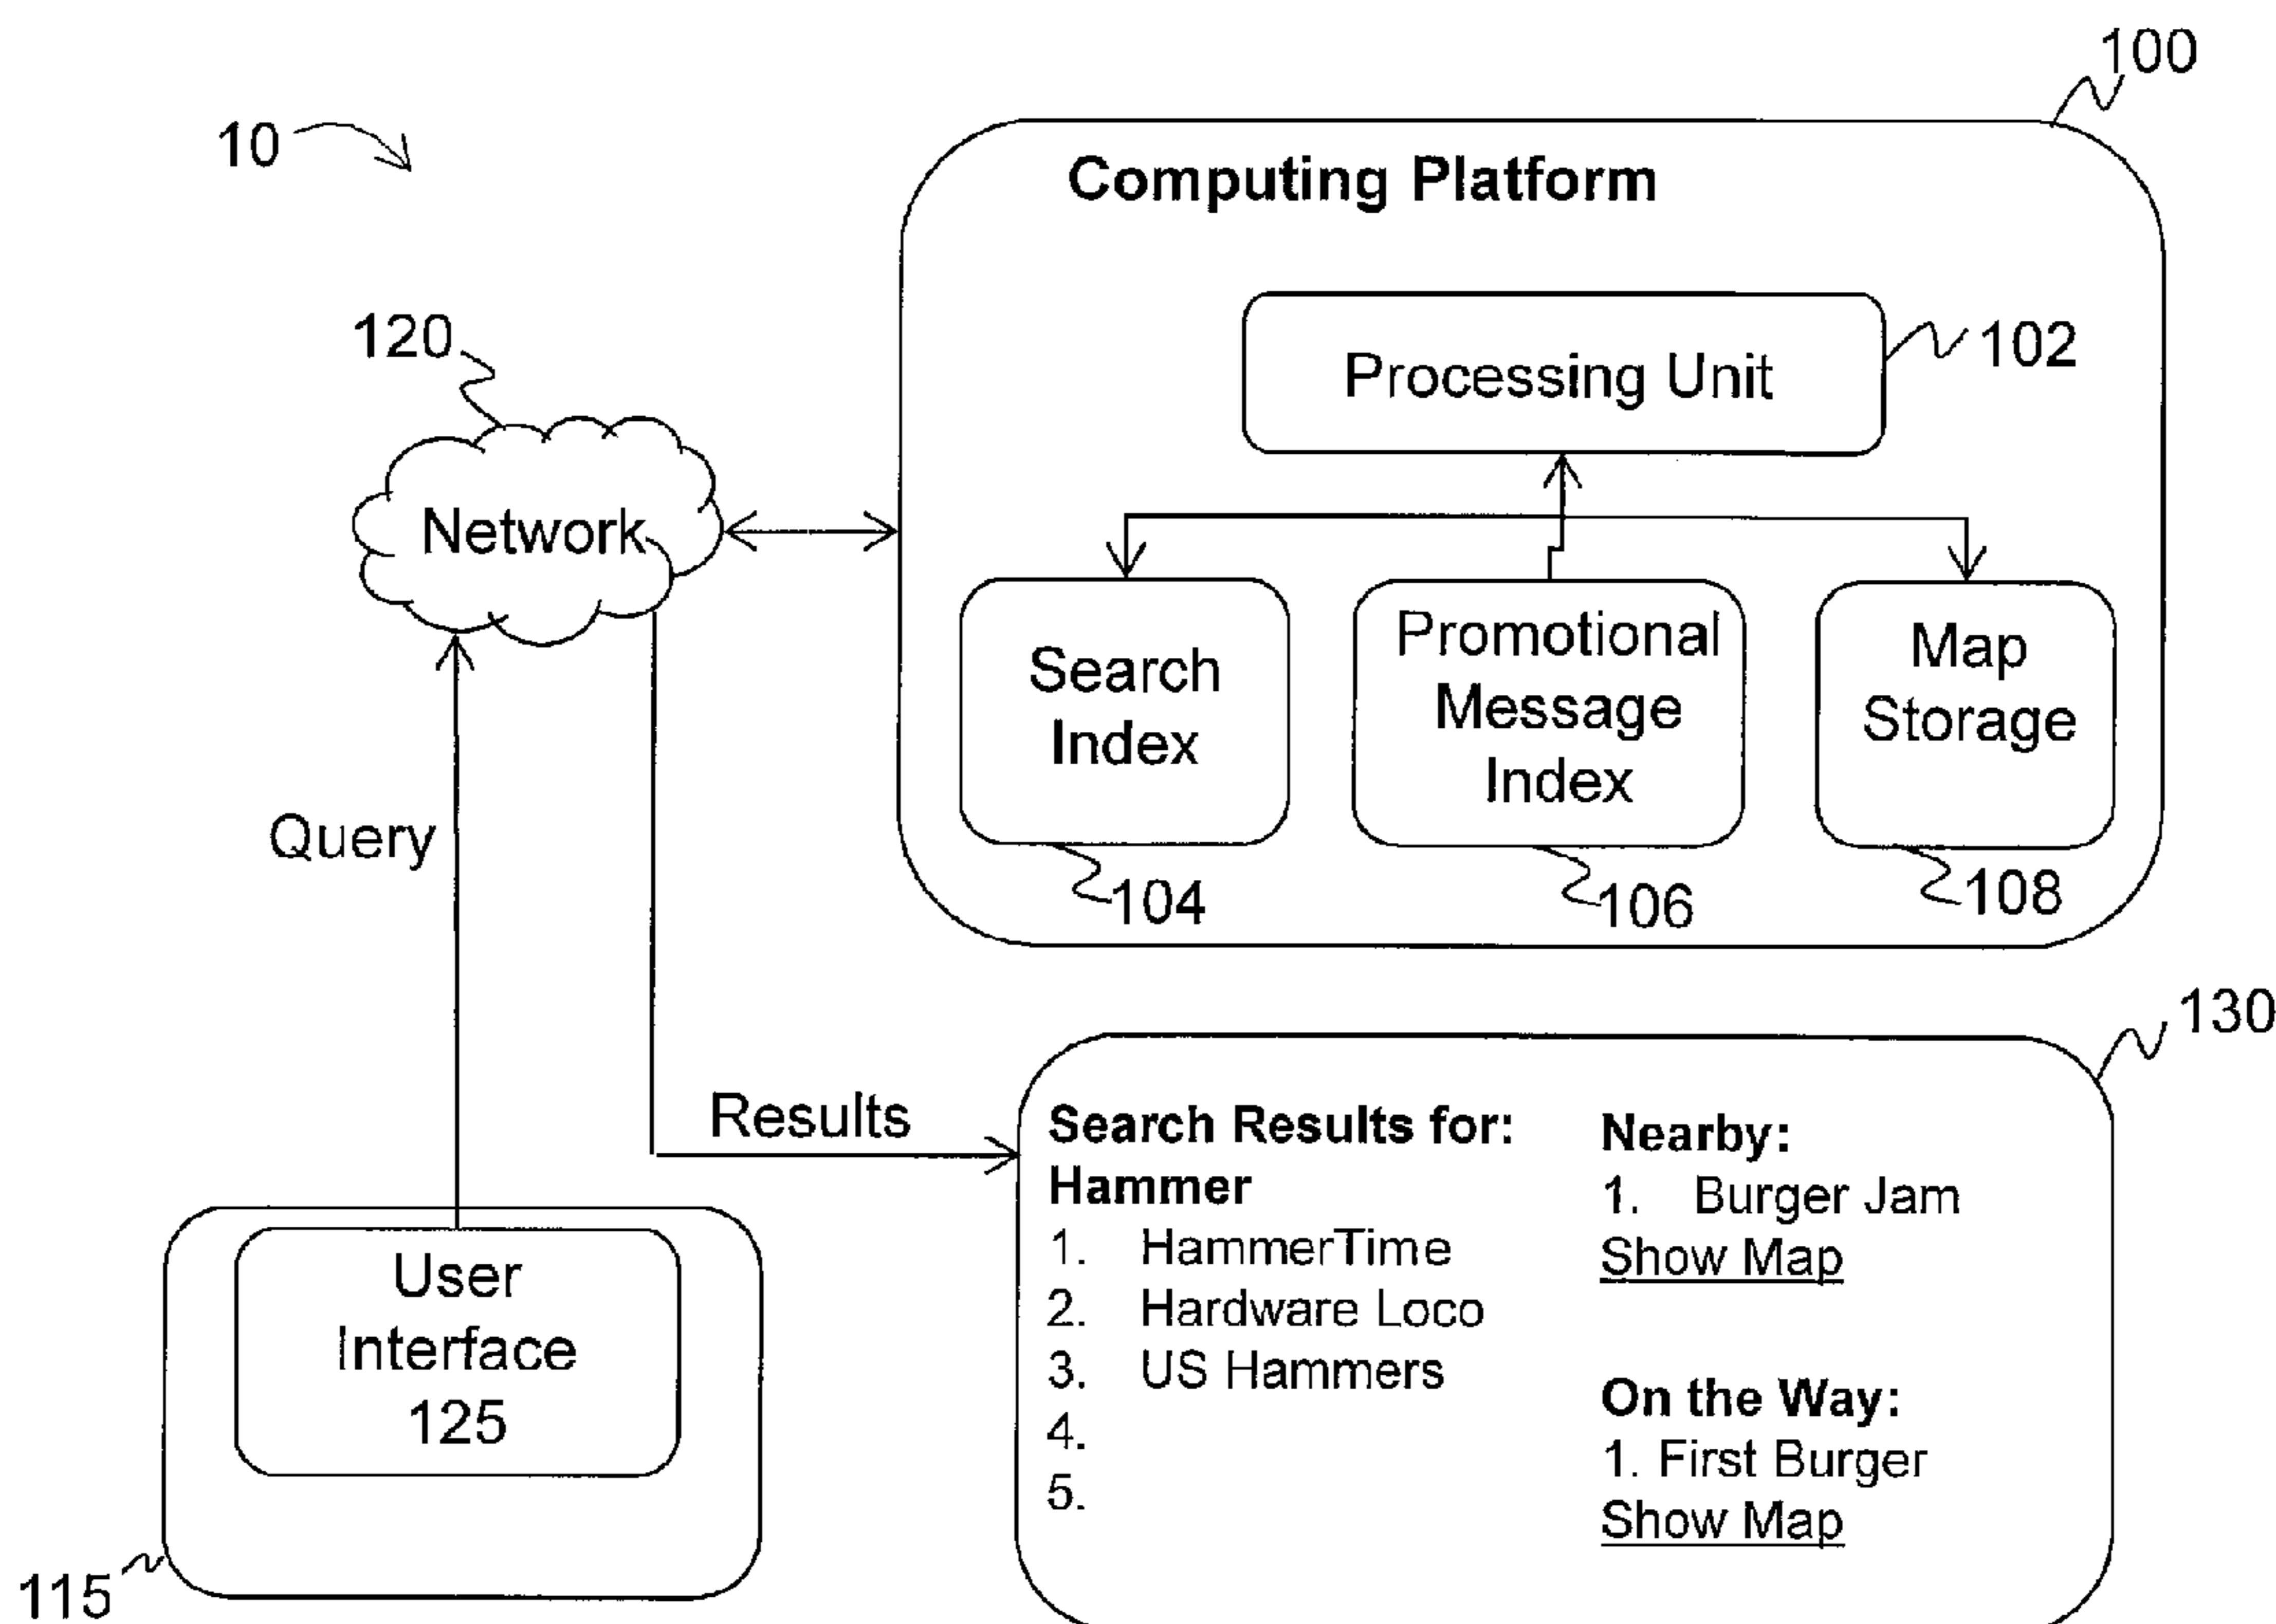 100
10
Computing Platform
120
Processing Unit
102
Network
Search
Index
Promotional
Message
Index
Map
Storage
104
106
108
Query
130
Results
Search Results for:
Hammer
1. HammerTime
2. Hardware Loco
3. US Hammers
4.
5.
Nearby:
1. Burger Jam
Show Map
On the Way:
1. First Burger
Show Map
User
Interface
125
115